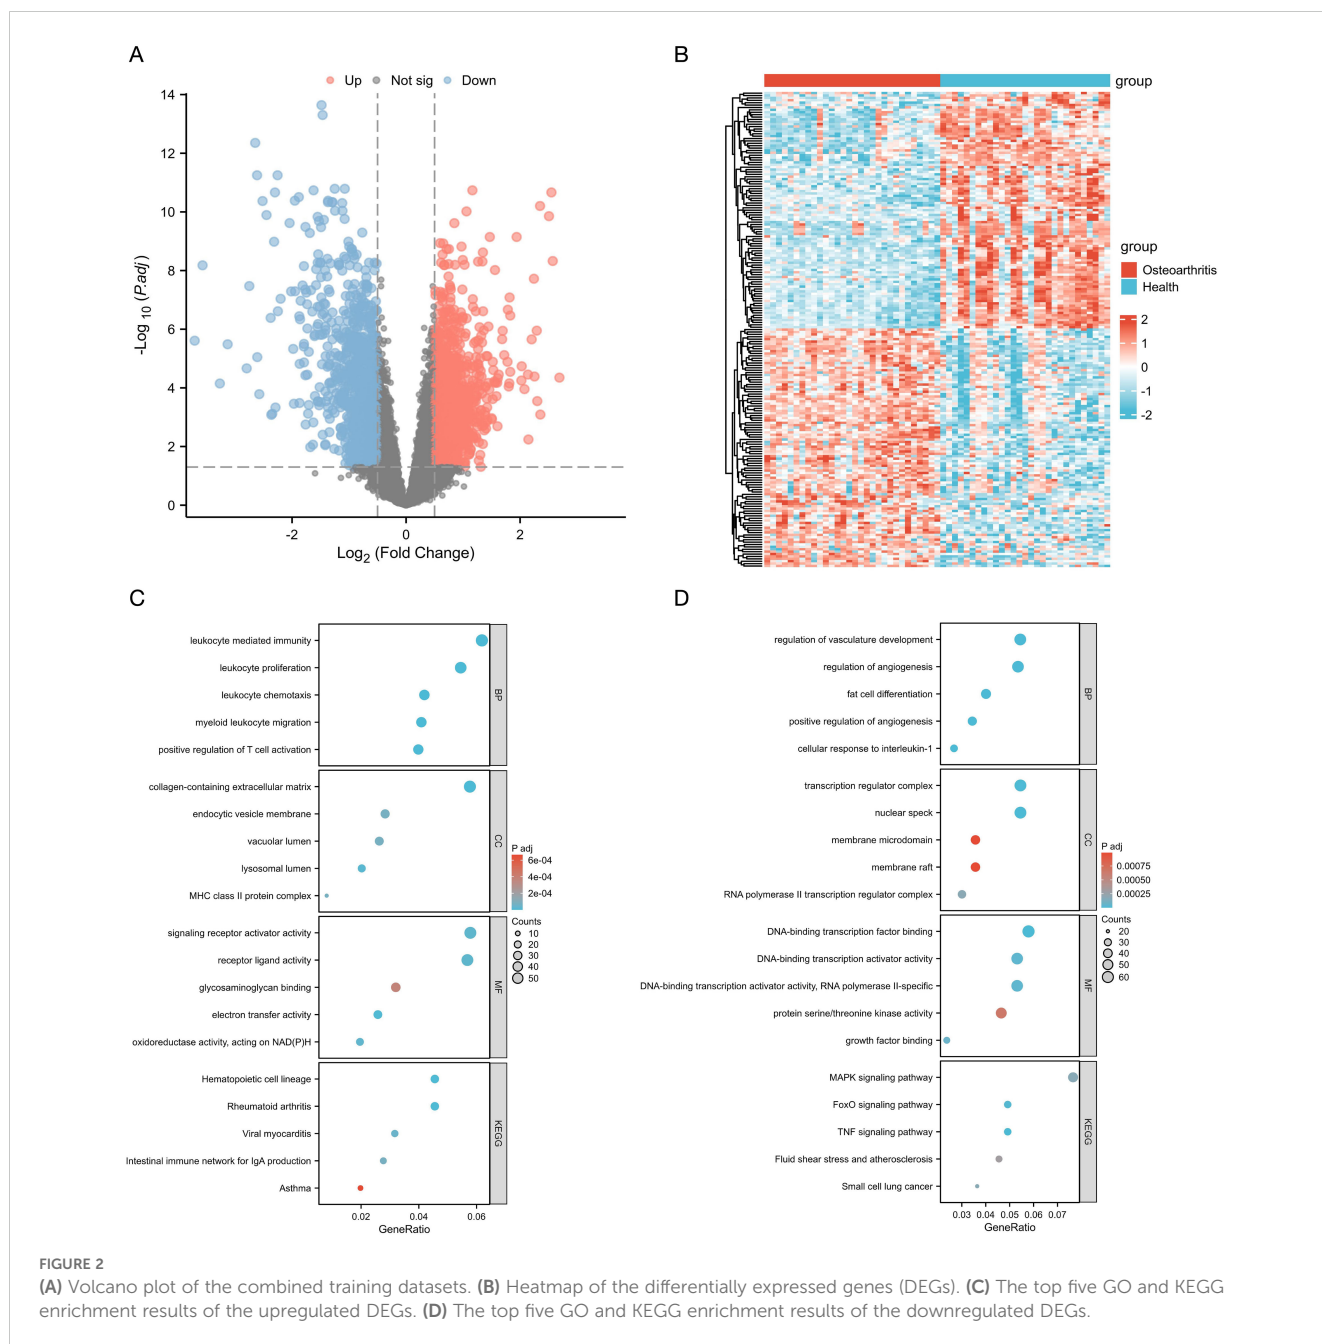 A
Up Not sig Down
14
12
10
8
6
4
2
0
-Log10 (P.adj)
-2 0 2
Log2 (Fold Change)
B
group
group
Osteoarthritis
Health
2
1
0
-1
-2
C
leukocyte mediated immunity
leukocyte proliferation
leukocyte chemotaxis
myeloid leukocyte migration
positive regulation of T cell activation
BP
collagen-containing extracellular matrix
endocytic vesicle membrane
vacuolar lumen
lysosomal lumen
MHC class II protein complex
CC
signaling receptor activator activity
receptor ligand activity
glycosaminoglycan binding
electron transfer activity
oxidoreductase activity, acting on NAD(P)H
MF
Hematopoietic cell lineage
Rheumatoid arthritis
Viral myocarditis
Intestinal immune network for IgA production
Asthma
KEGG
0.02 0.04 0.06
GeneRatio
P adj
6e-04
4e-04
2e-04
Counts
10
20
30
40
50
D
regulation of vasculature development
regulation of angiogenesis
fat cell differentiation
positive regulation of angiogenesis
cellular response to interleukin-1
BP
transcription regulator complex
nuclear speck
membrane microdomain
membrane raft
RNA polymerase II transcription regulator complex
CC
DNA-binding transcription factor binding
DNA-binding transcription activator activity
DNA-binding transcription activator activity, RNA polymerase II-specific
protein serine/threonine kinase activity
growth factor binding
MF
MAPK signaling pathway
FoxO signaling pathway
TNF signaling pathway
Fluid shear stress and atherosclerosis
Small cell lung cancer
KEGG
0.03 0.04 0.05 0.06 0.07
GeneRatio
P adj
0.00075
0.00050
0.00025
Counts
20
30
40
50
60
FIGURE 2
(A) Volcano plot of the combined training datasets. (B) Heatmap of the differentially expressed genes (DEGs). (C) The top five GO and KEGG
enrichment results of the upregulated DEGs. (D) The top five GO and KEGG enrichment results of the downregulated DEGs.